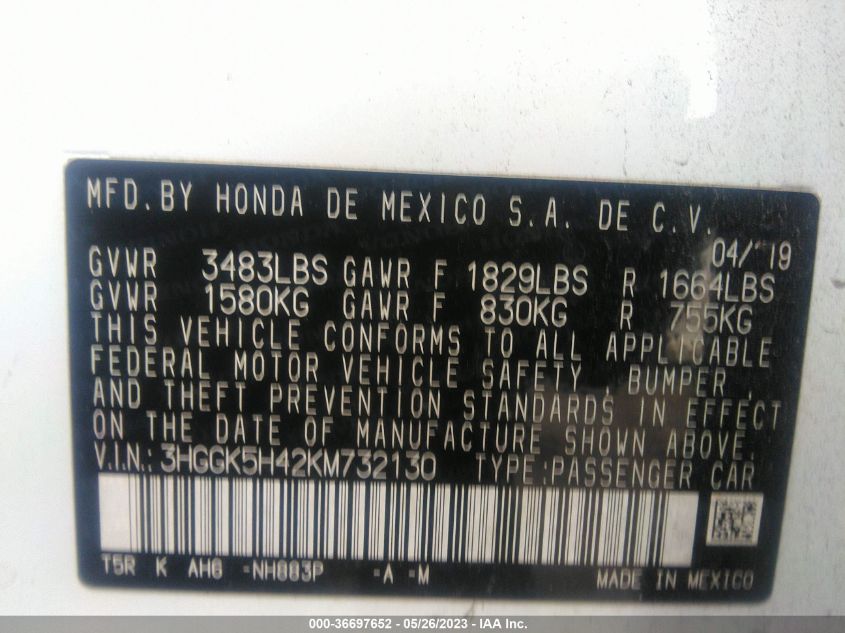 MFD. BY HONDA DE MEXICO S.A. DE C.V.
04/19
GVWR 3483LBS GAWR F 1829LBS R 1664LBS
GVWR 1580KG GAWR F 830KG R 755KG
THIS VEHICLE CONFORMS TO ALL APPLICABLE
FEDERAL MOTOR VEHICLE SAFETY, BUMPER,
AND THEFT PREVENTION STANDARDS IN EFFECT
ON THE DATE OF MANUFACTURE SHOWN ABOVE.
V.I.N.: 3HGGK5H42KM732130 TYPE:PASSENGER CAR
T5R K AHG -NH883P -A -M MADE IN MEXICO
000-36697652 - 05/26/2023 - IAA Inc.